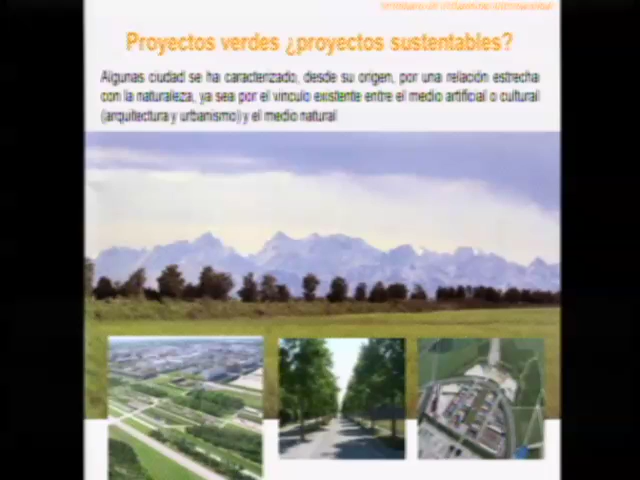 Proyectos verdes ¿proyectos sustentables?
Algunas ciudad se ha caracterizado, desde su origen, por una relación estrecha
con la naturaleza, ya sea por el vinculo existente entre el medio artificial o cultural
(arquitectura y urbanismo) y el medio natural